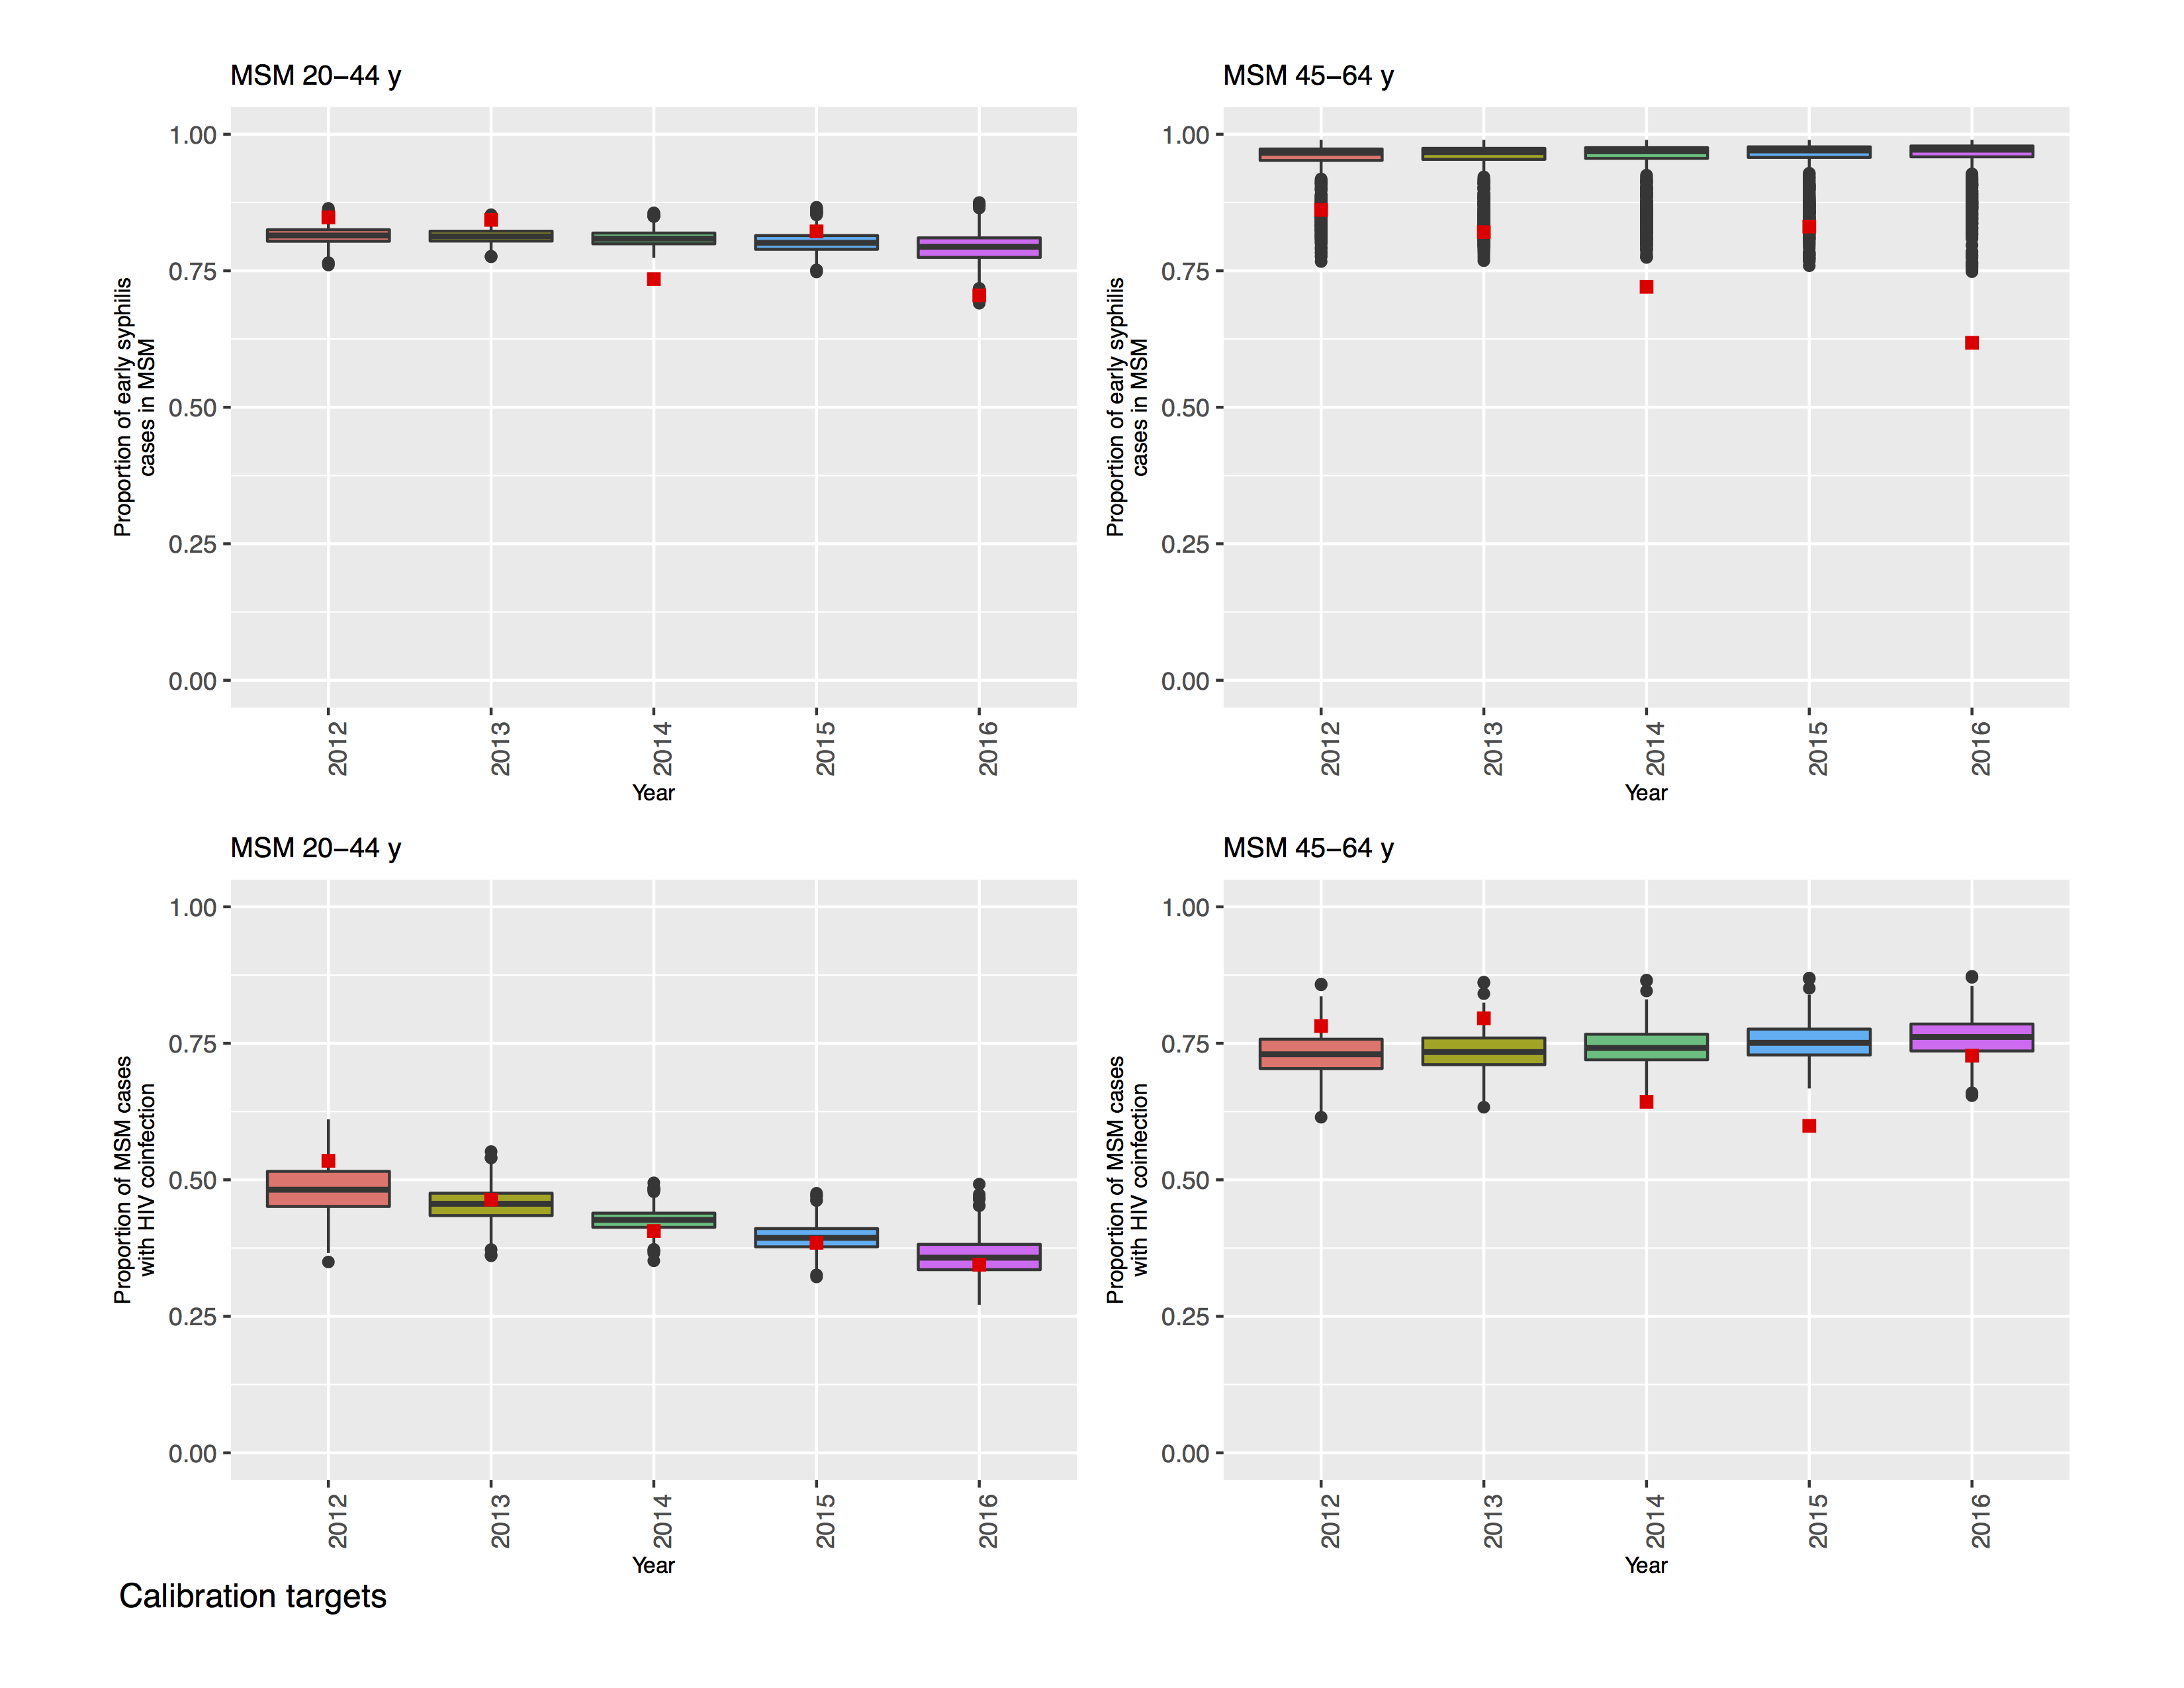 MSM 20−44 y
1.00
0.75
0.50
0.25
0.00
Proportion of early syphilis
cases in MSM
2012
2013
2014
2015
2016
Year
MSM 45−64 y
1.00
0.75
0.50
0.25
0.00
Proportion of early syphilis
cases in MSM
2012
2013
2014
2015
2016
Year
MSM 20−44 y
1.00
0.75
0.50
0.25
0.00
Proportion of MSM cases
with HIV coinfection
2012
2013
2014
2015
2016
Year
MSM 45−64 y
1.00
0.75
0.50
0.25
0.00
Proportion of MSM cases
with HIV coinfection
2012
2013
2014
2015
2016
Year
Calibration targets